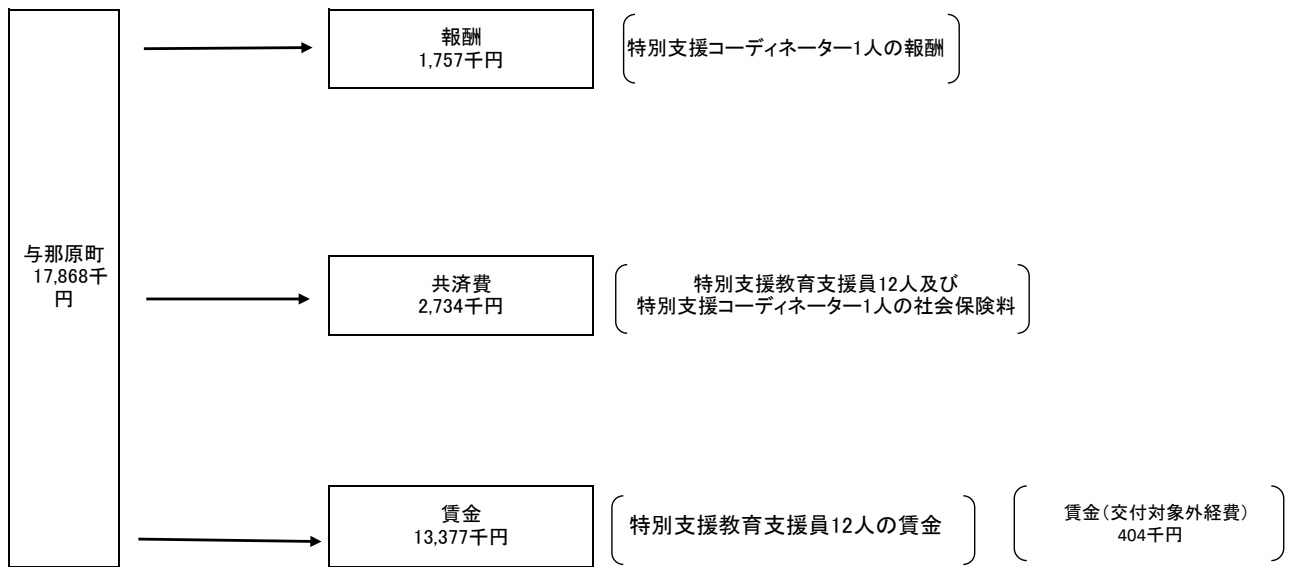 報酬
1,757千円
特別支援コーディネーター1人の報酬
与那原町
17,868千
円
共済費
2,734千円
特別支援教育支援員12人及び
特別支援コーディネーター1人の社会保険料
賃金
13,377千円
特別支援教育支援員12人の賃金
賃金(交付対象外経費)
404千円